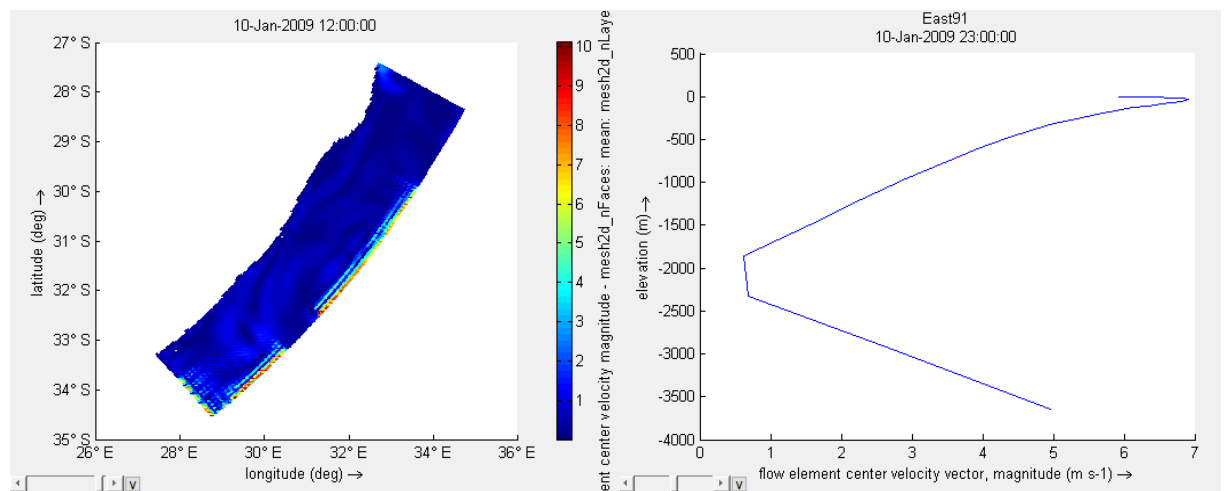 10-Jan-2009 12:00:00
27° S
28° S
29° S
30° S
31° S
32° S
33° S
34° S
35° S
latitude (deg) →
26° E
28° E
30° E
32° E
34° E
36° E
longitude (deg) →
10
9
8
7
6
5
4
3
2
1
ent center velocity magnitude - mesh2d_nFaces: mean: mesh2d_nLaye
V
East91
10-Jan-2009 23:00:00
500
0
-500
-1000
-1500
-2000
-2500
-3000
-3500
-4000
elevation (m) →
0
1
2
3
4
5
6
7
flow element center velocity vector, magnitude (m s-1) →
V